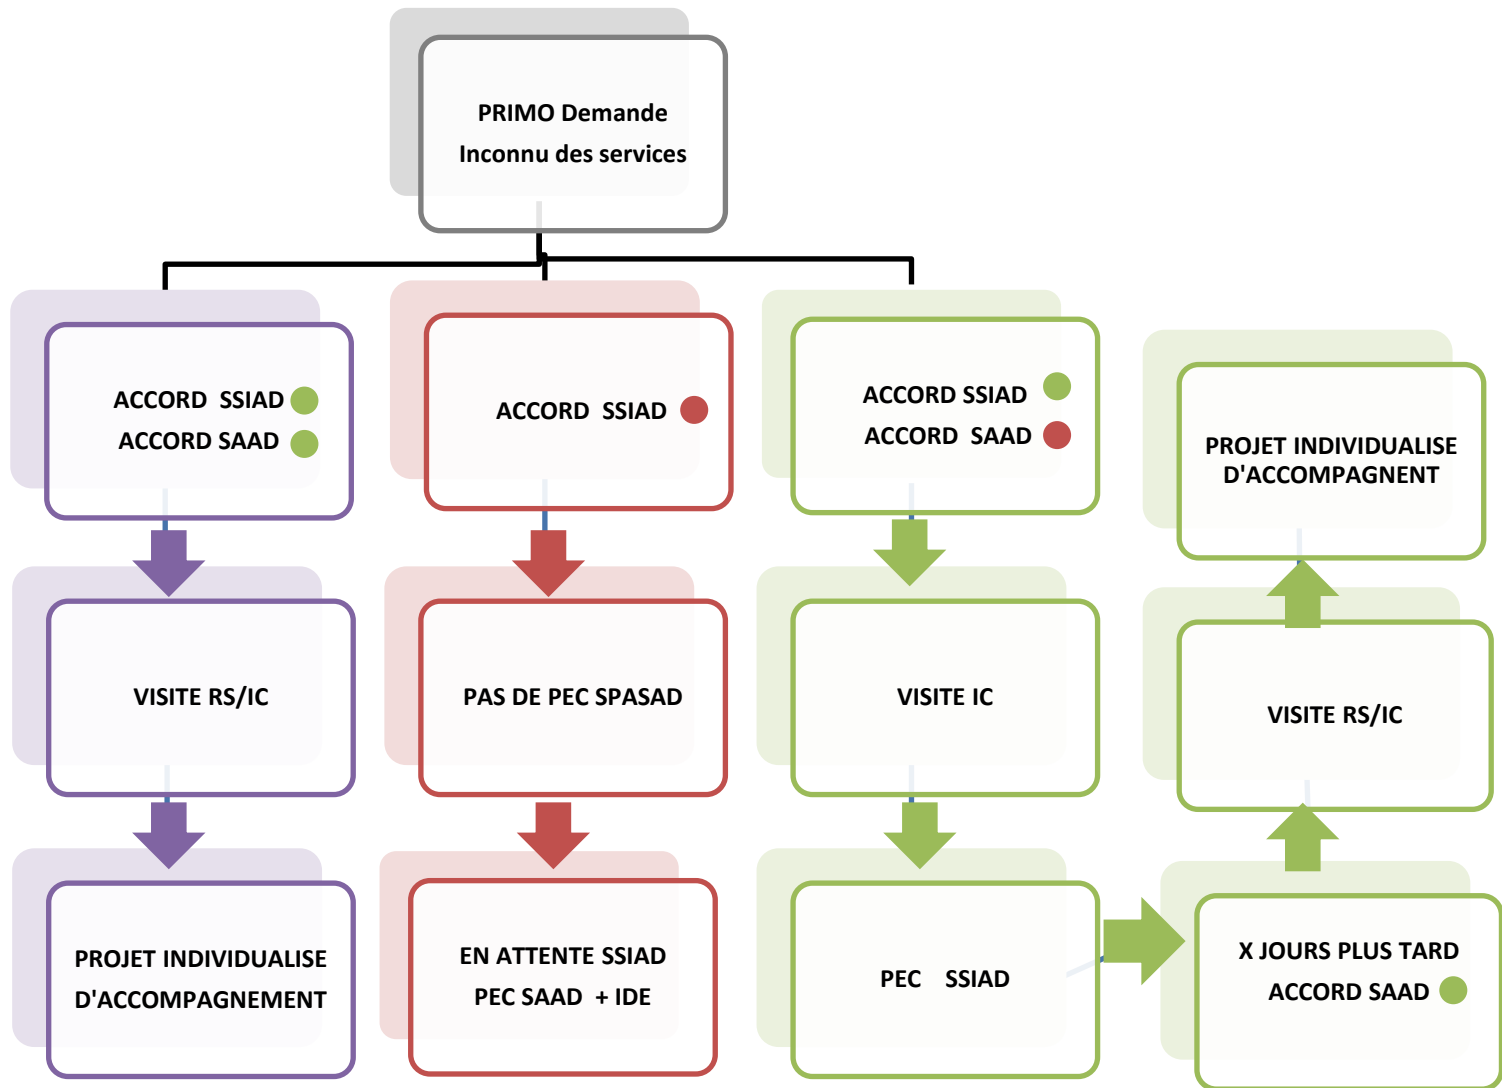 PRIMO Demande
Inconnu des services
ACCORD SSIAD
ACCORD SAAD
VISITE RS/IC
PROJET INDIVIDUALISE
D'ACCOMPAGNEMENT
ACCORD SSIAD
PAS DE PEC SPASAD
EN ATTENTE SSIAD
PEC SAAD + IDE
ACCORD SSIAD
ACCORD SAAD
VISITE IC
PEC SSIAD
X JOURS PLUS TARD
ACCORD SAAD
VISITE RS/IC
PROJET INDIVIDUALISE
D'ACCOMPAGNENT